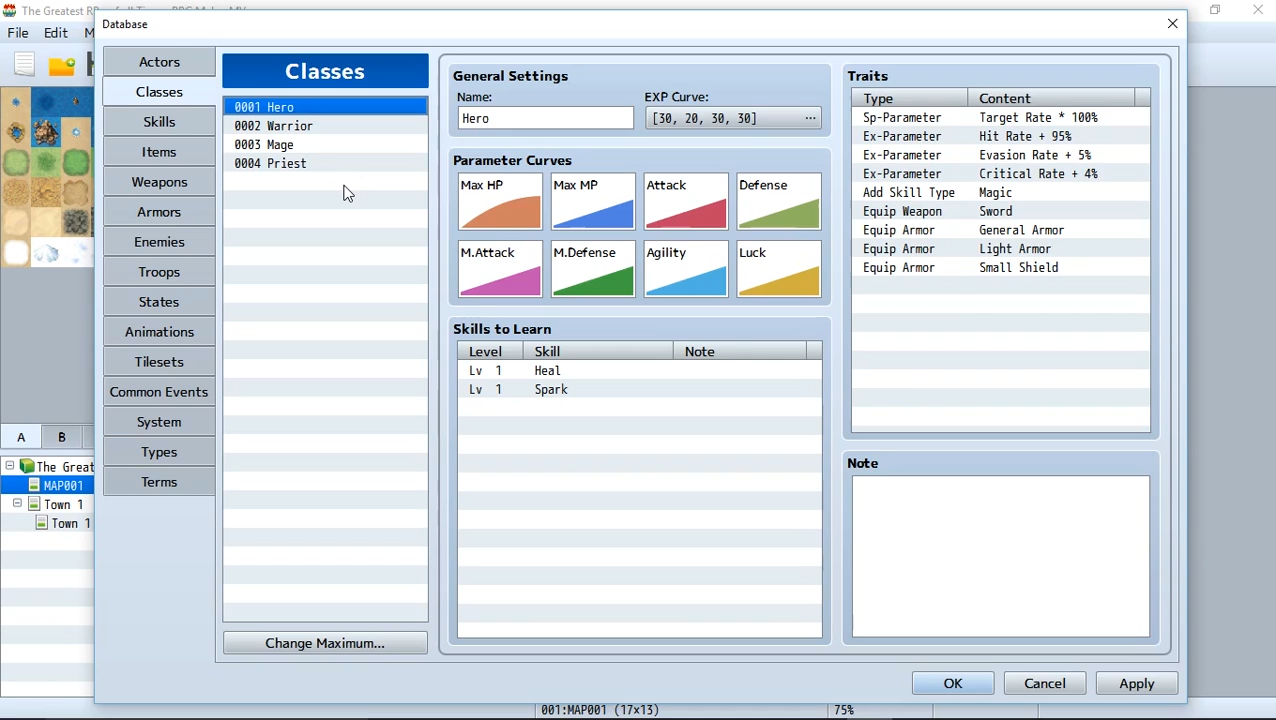 The Greatest R
Database
File Edit M
Actors
Classes
Skills
Items
Weapons
Armors
Enemies
Troops
States
Animations
Tilesets
Common Events
System
Types
Terms
A B
The Great
MAP001
Town 1
Town 1
Classes
0001 Hero
0002 Warrior
0003 Mage
0004 Priest
Change Maximum...
General Settings
Name: EXP Curve:
Hero [30, 20, 30, 30] ...
Parameter Curves
Max HP Max MP Attack Defense
M.Attack M.Defense Agility Luck
Skills to Learn
Level Skill Note
Lv 1 Heal
Lv 1 Spark
Traits
Type Content
Sp-Parameter Target Rate * 100%
Ex-Parameter Hit Rate + 95%
Ex-Parameter Evasion Rate + 5%
Ex-Parameter Critical Rate + 4%
Add Skill Type Magic
Equip Weapon Sword
Equip Armor General Armor
Equip Armor Light Armor
Equip Armor Small Shield
Note
OK Cancel Apply
001:MAP001 (17x13) 75%